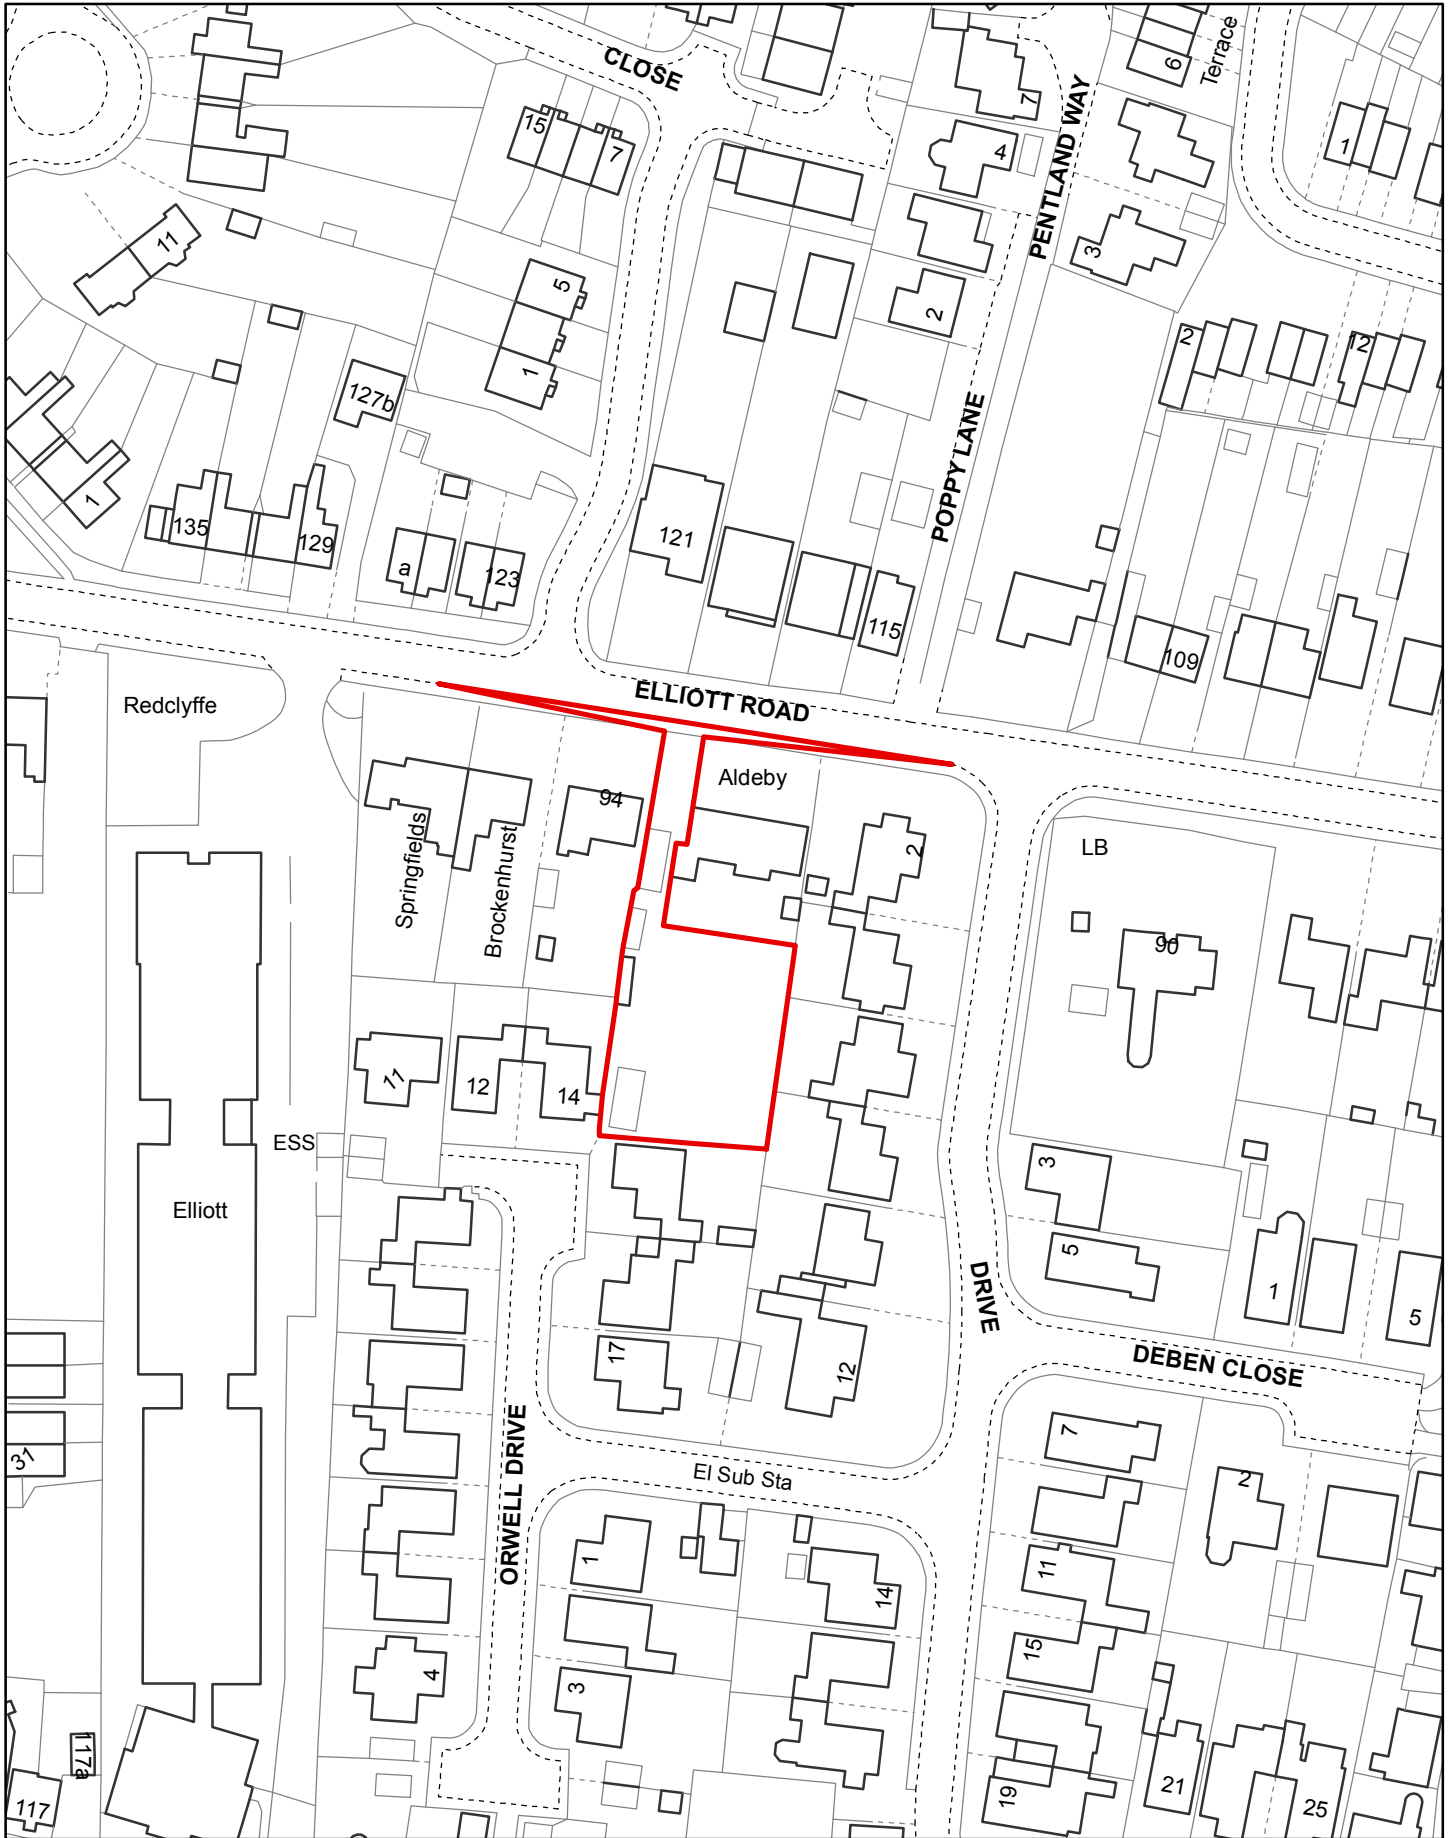 CLOSE
15
7
7
4
PENTLAND WAY
6
Terrace
1
11
5
1
3
2
2
12
127b
POPPY LANE
1
135
129
a
123
121
115
109
Redclyffe
ELLIOTT ROAD
Aldeby
94
Springfields
Brockenhurst
2
LB
90
11
12
14
ESS
Elliott
3
5
1
5
DRIVE
DEBEN CLOSE
17
12
31
ORWELL DRIVE
El Sub Sta
7
2
1
14
11
15
4
3
117a
117
19
21
25